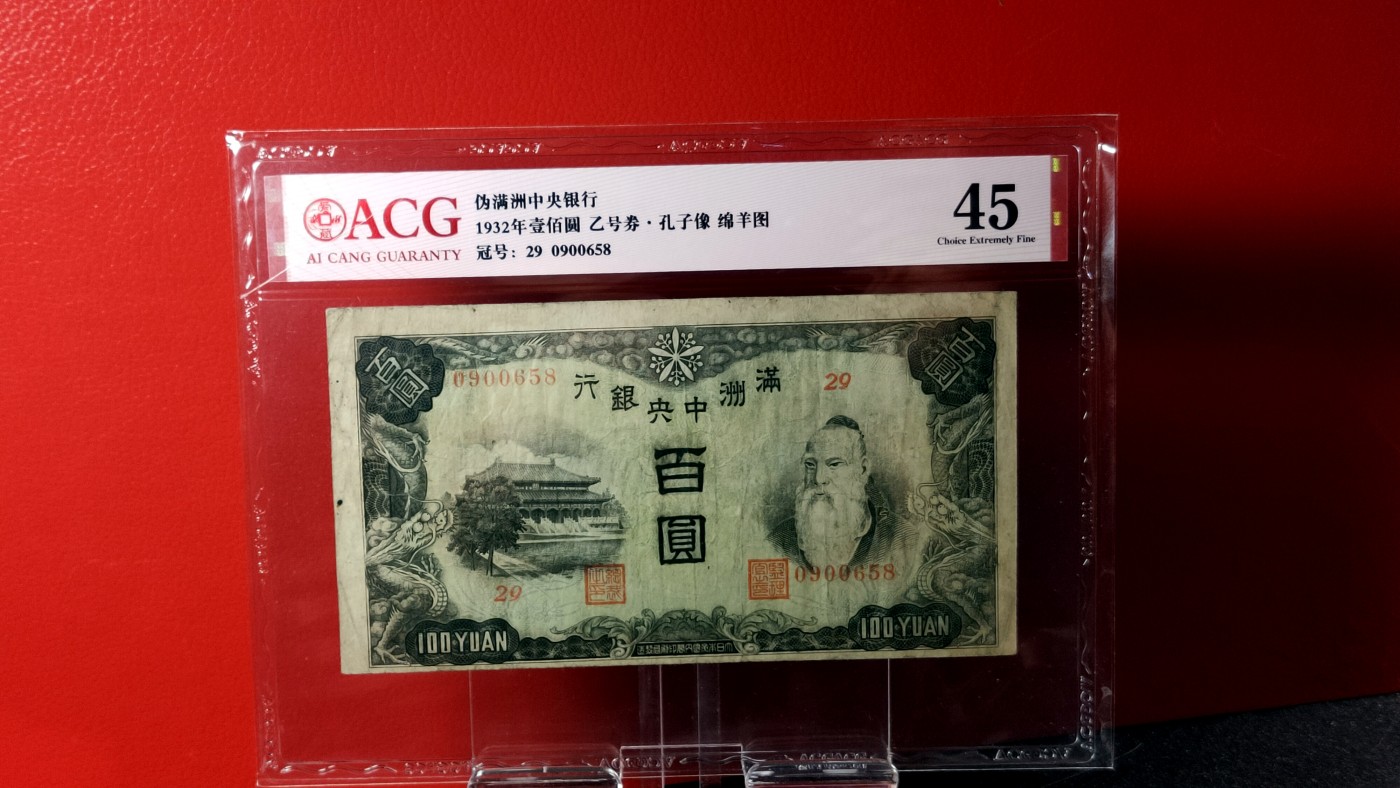 ACG
AI CANG GUARANTY
伪满洲中央银行
1932年壹佰圆 乙号券·孔子像 绵羊图
冠号: 29 0900658
45
Choice Extremely Fine
百圓
百圓
0900658
行銀央中洲滿
29
百圓
29
0900658
100 YUAN
100 YUAN